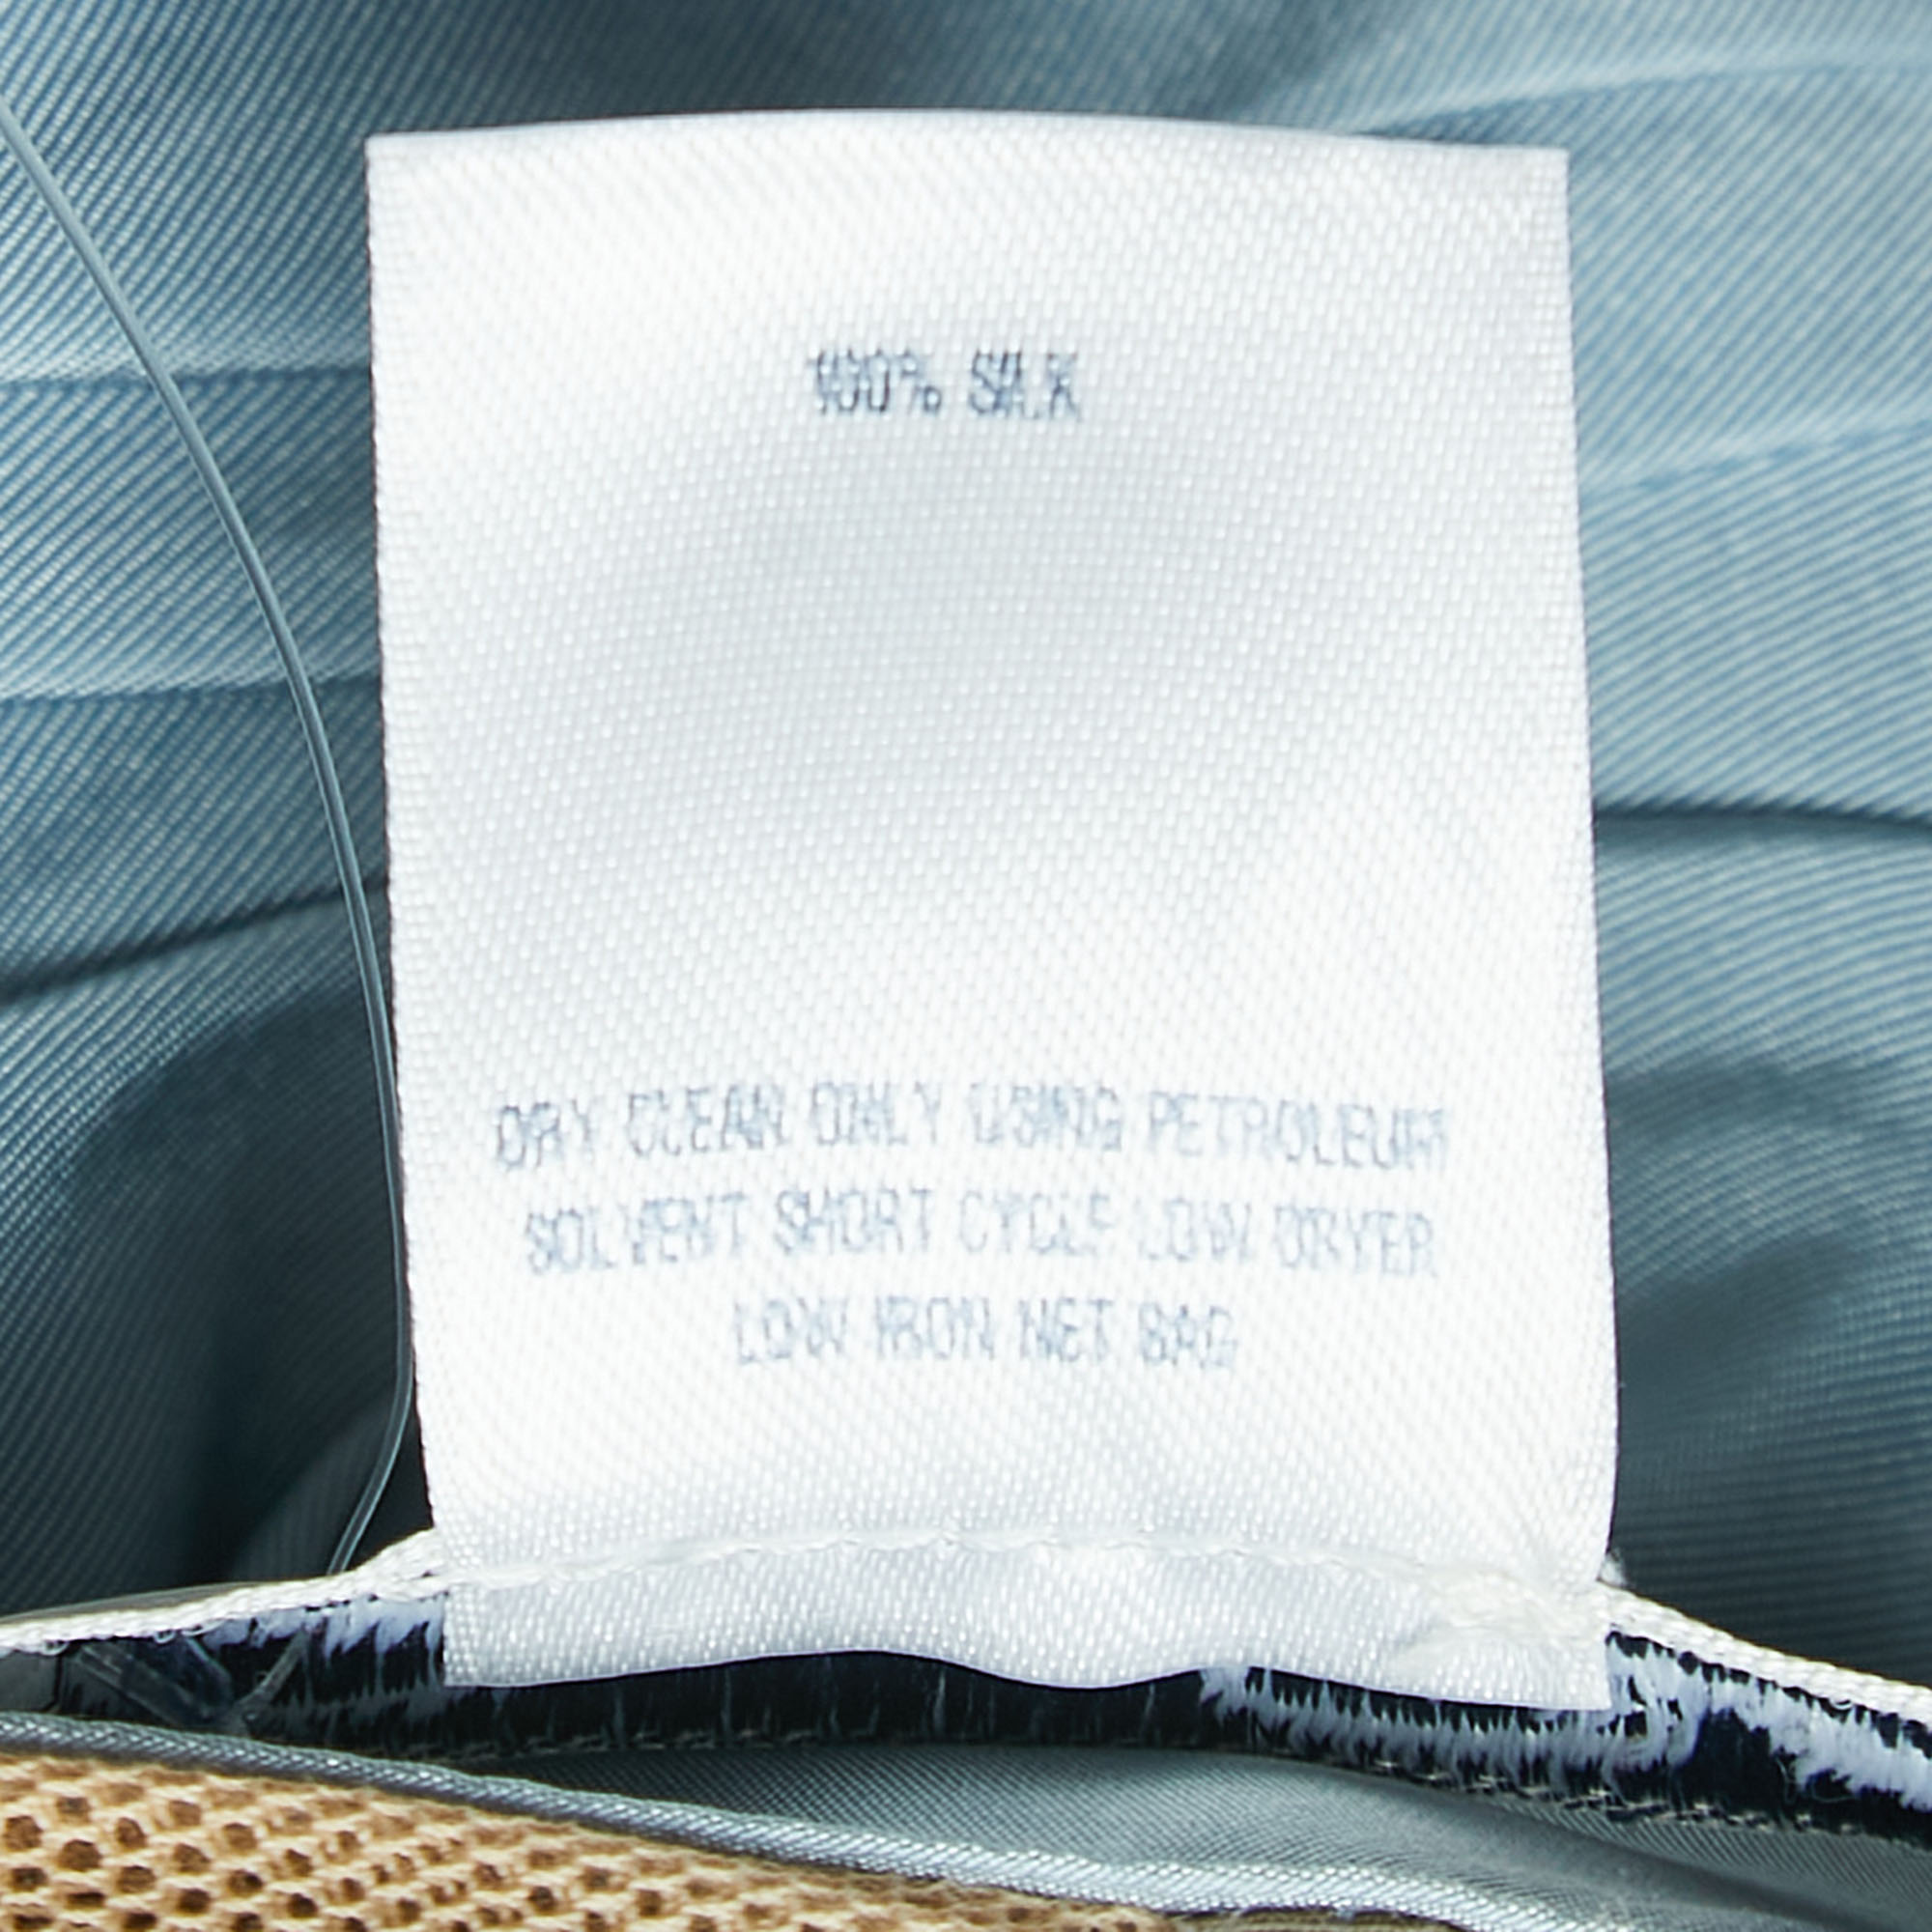 100% SILK
DRY CLEAN ONLY USING PETROLEUM
SOLVENT SHORT CYCLE LOW DRYER
LOW IRON NET BAG